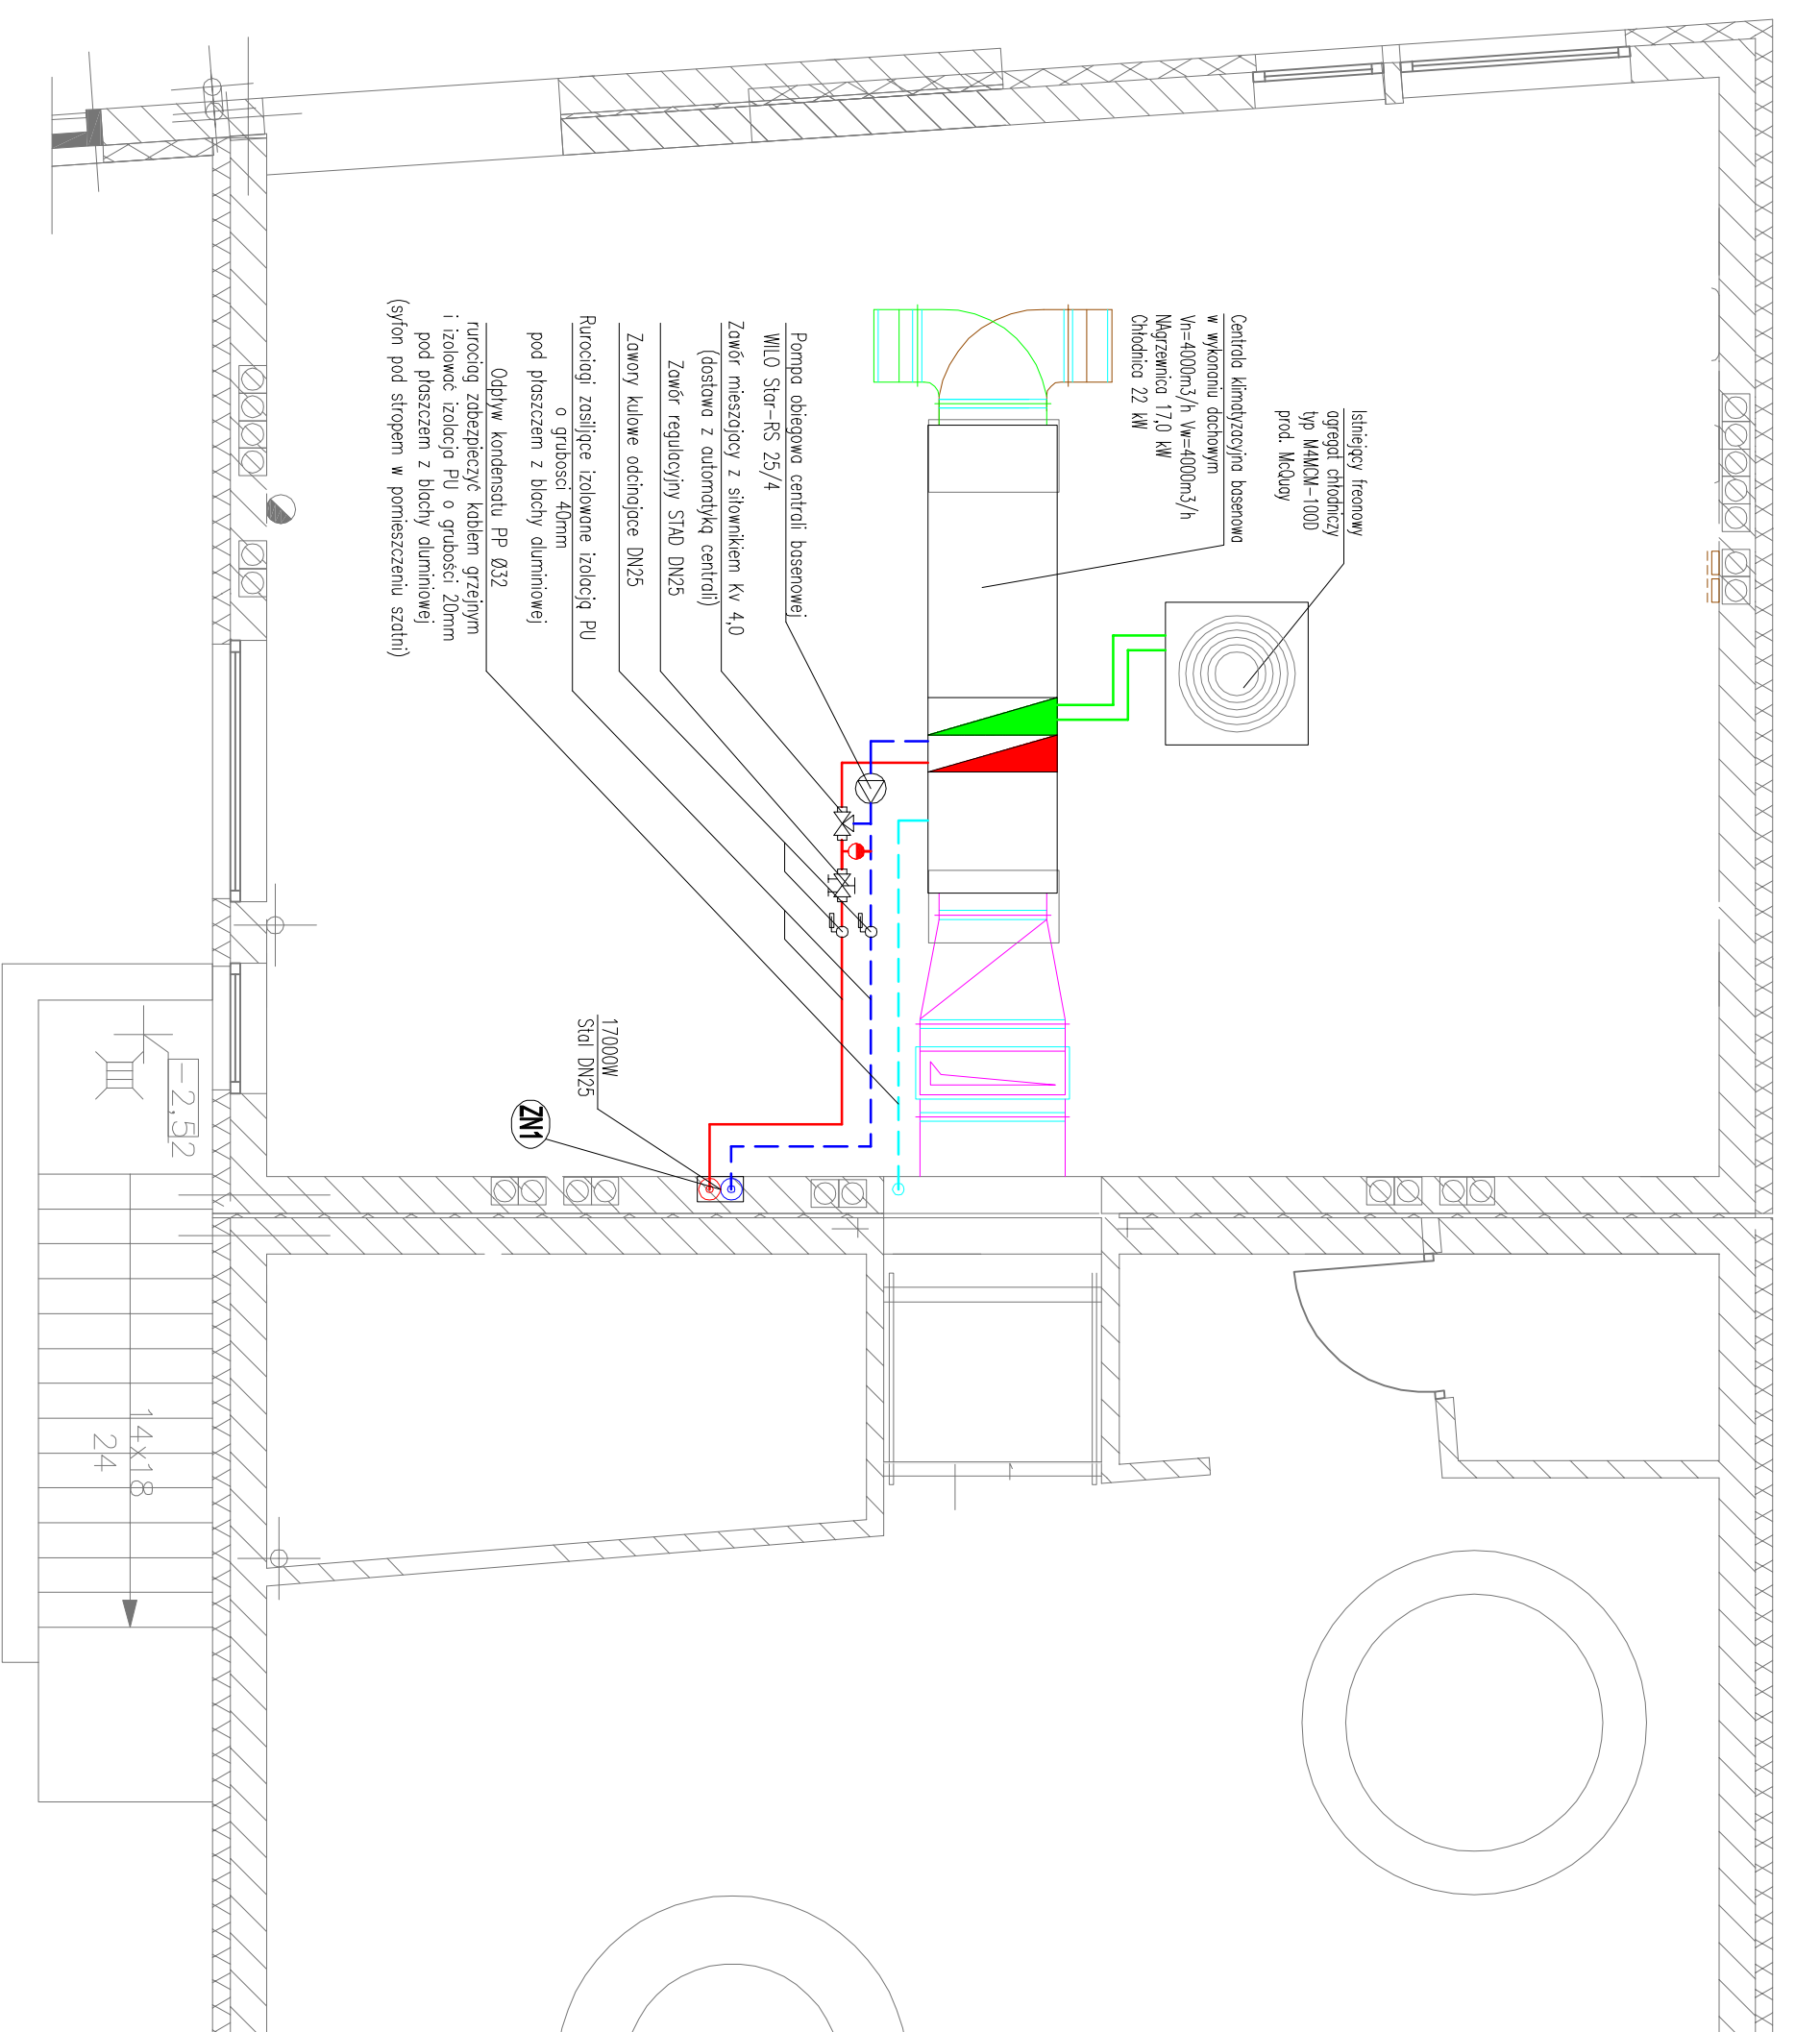 Istniejący freonowy
agregat chłodniczy
typ M4MCM-100D
prod. McQuay
Centrala klimatyzacyjna basenowa
w wykonaniu dachowym
Vn=4000m3/h Vw=4000m3/h
NAgrzewnica 17,0 kW
Chłodnica 22 kW
Pompa obiegowa centrali basenowej
WILO Star-RS 25/4
Zawór mieszający z siłownikiem Kv 4,0
(dostawa z automatyką centrali)
Zawór regulacyjny STAD DN25
Zawory kulowe odcinające DN25
Rurociągi zasiljące izolowane izolacją PU
o grubosci 40mm
pod płaszczem z blachy aluminiowej
Odpływ kondensatu PP Ø32
rurociąg zabezpieczyć kablem grzejnym
i izolować izolacja PU o grubości 20mm
pod płaszczem z blachy aluminiowej
(syfon pod stropem w pomieszczeniu szatni)
17000W
Stal DN25
ZN1
-2,52
14x18
24